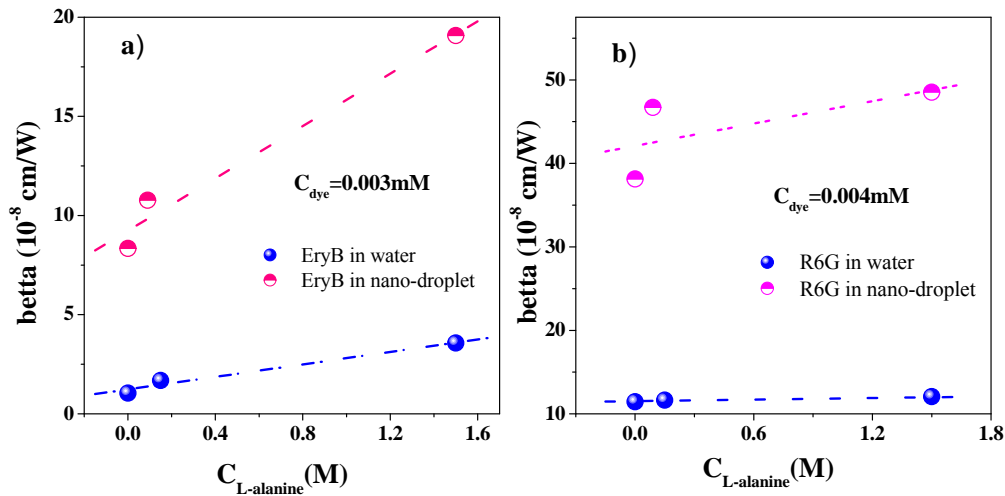 a)
20
15
10
5
0
betta (10⁻⁸ cm/W)
C_dye=0.003mM
EryB in water
EryB in nano-droplet
0.0 0.4 0.8 1.2 1.6
C_L-alanine(M)
b)
50
40
30
20
10
betta (10⁻⁸ cm/W)
C_dye=0.004mM
R6G in water
R6G in nano-droplet
0.0 0.6 1.2 1.8
C_L-alanine(M)